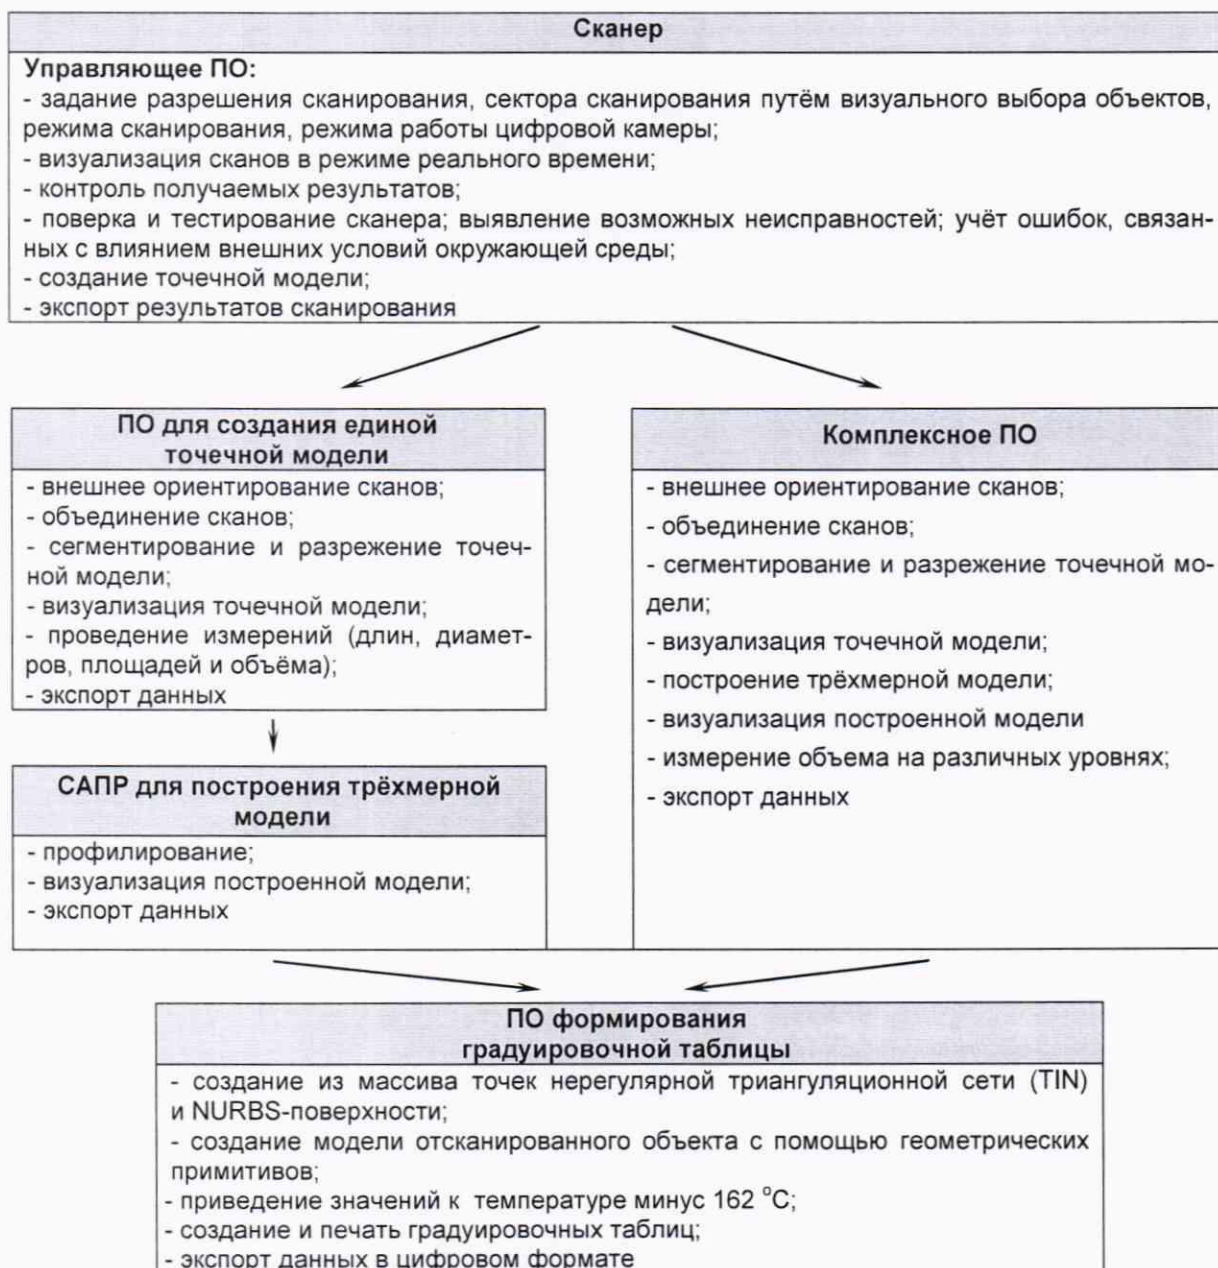 Сканер
Управляющее ПО:
- задание разрешения сканирования, сектора сканирования путём визуального выбора объектов,
режима сканирования, режима работы цифровой камеры;
- визуализация сканов в режиме реального времени;
- контроль получаемых результатов;
- поверка и тестирование сканера; выявление возможных неисправностей; учёт ошибок, связан-
ных с влиянием внешних условий окружающей среды;
- создание точечной модели;
- экспорт результатов сканирования
ПО для создания единой
точечной модели
- внешнее ориентирование сканов;
- объединение сканов;
- сегментирование и разрежение точеч-
ной модели;
- визуализация точечной модели;
- проведение измерений (длин, диамет-
ров, площадей и объёма);
- экспорт данных
САПР для построения трёхмерной
модели
- профилирование;
- визуализация построенной модели;
- экспорт данных
Комплексное ПО
- внешнее ориентирование сканов;
- объединение сканов;
- сегментирование и разрежение точечной мо-
дели;
- визуализация точечной модели;
- построение трёхмерной модели;
- визуализация построенной модели
- измерение объема на различных уровнях;
- экспорт данных
ПО формирования
градуировочной таблицы
- создание из массива точек нерегулярной триангуляционной сети (TIN)
и NURBS-поверхности;
- создание модели отсканированного объекта с помощью геометрических
примитивов;
- приведение значений к температуре минус 162 °С;
- создание и печать градуировочных таблиц;
- экспорт данных в цифровом формате